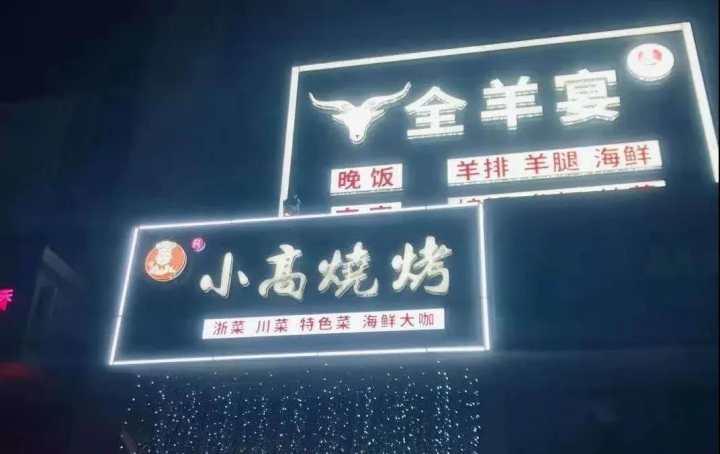 全羊宴
晚饭
羊排 羊腿 海鲜
R
小高燒烤
浙菜 川菜 特色菜 海鲜大咖